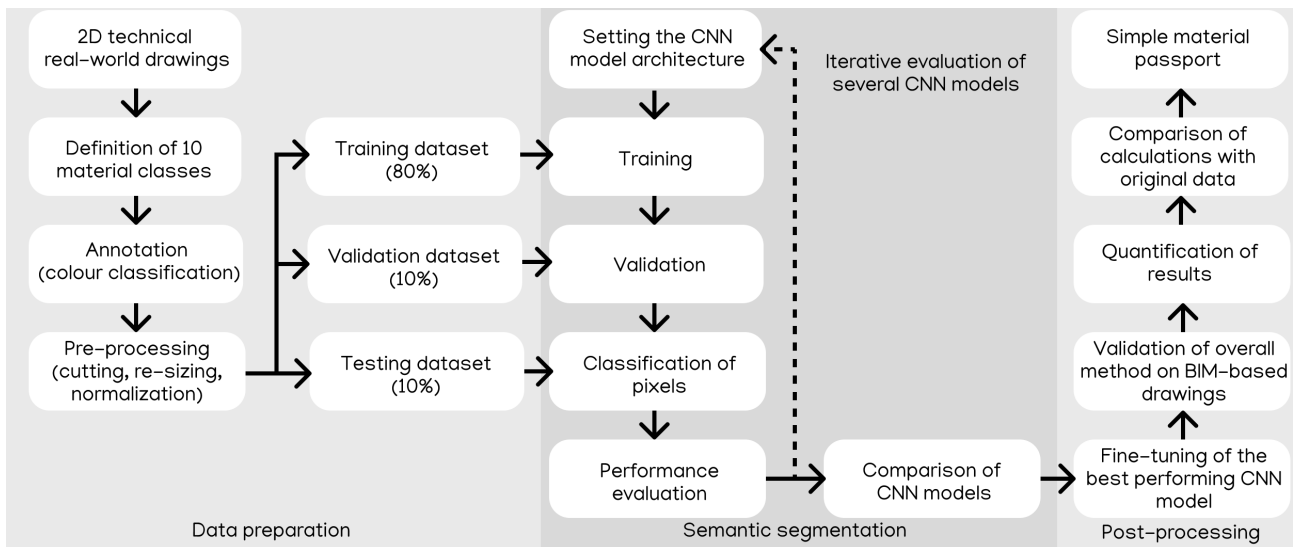 2D technical
real-world drawings
Definition of 10
material classes
Annotation
(colour classification)
Pre-processing
(cutting, re-sizing,
normalization)
Training dataset
(80%)
Validation dataset
(10%)
Testing dataset
(10%)
Data preparation
Setting the CNN
model architecture
Training
Validation
Classification of
pixels
Performance
evaluation
Iterative evaluation of
several CNN models
Comparison of
CNN models
Semantic segmentation
Simple material
passport
Comparison of
calculations with
original data
Quantification of
results
Validation of overall
method on BIM-based
drawings
Fine-tuning of the
best performing CNN
model
Post-processing